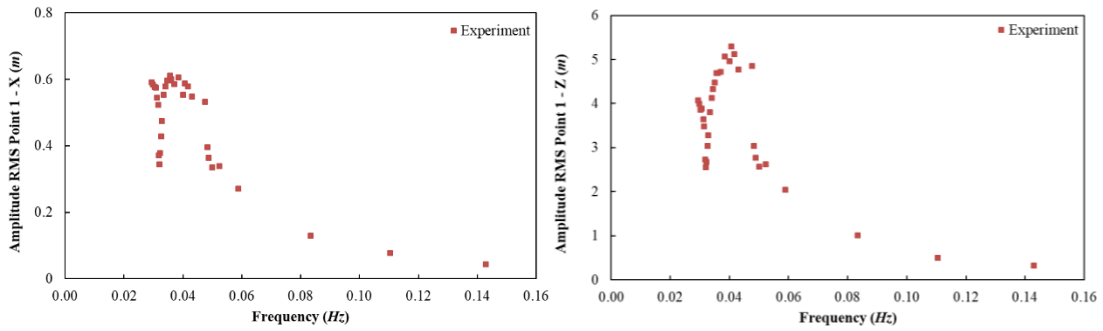 Amplitude RMS Point 1 - X (m)
0.8
0.6
0.4
0.2
0
Experiment
0.00 0.02 0.04 0.06 0.08 0.10 0.12 0.14 0.16
Frequency (Hz)
Amplitude RMS Point 1 - Z (m)
6
5
4
3
2
1
0
Experiment
0.00 0.02 0.04 0.06 0.08 0.10 0.12 0.14 0.16
Frequency (Hz)